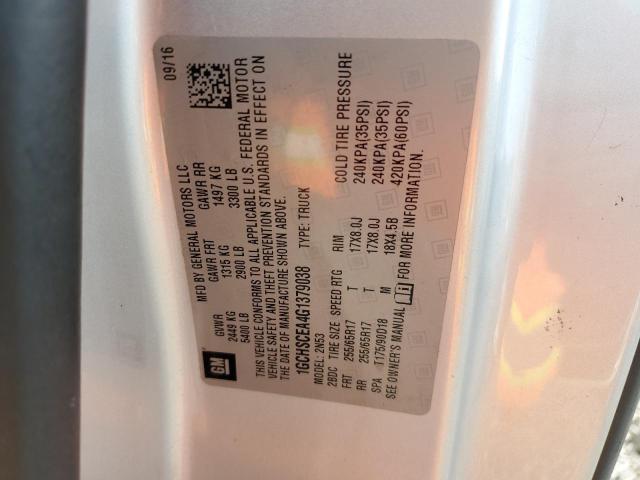 MFD BY GENERAL MOTORS LLC 09/16
GVWR GAWR FRT GAWR RR
2449 KG 1315 KG 1497 KG
5400 LB 2900 LB 3300 LB
GM
THIS VEHICLE CONFORMS TO ALL APPLICABLE U.S. FEDERAL MOTOR
VEHICLE SAFETY AND THEFT PREVENTION STANDARDS IN EFFECT ON
THE DATE OF MANUFACTURE SHOWN ABOVE.
1GCHSCEA4G1379038 TYPE: TRUCK
MODEL: 2N53
2BDC TIRE SIZE SPEED RTG RIM COLD TIRE PRESSURE
FRT 255/65R17 T 17X8.0J 240KPA(35PSI)
RR 255/65R17 T 17X8.0J 240KPA(35PSI)
SPA T175/90D18 M 18X4.5B 420KPA(60PSI)
SEE OWNER'S MANUAL FOR MORE INFORMATION.